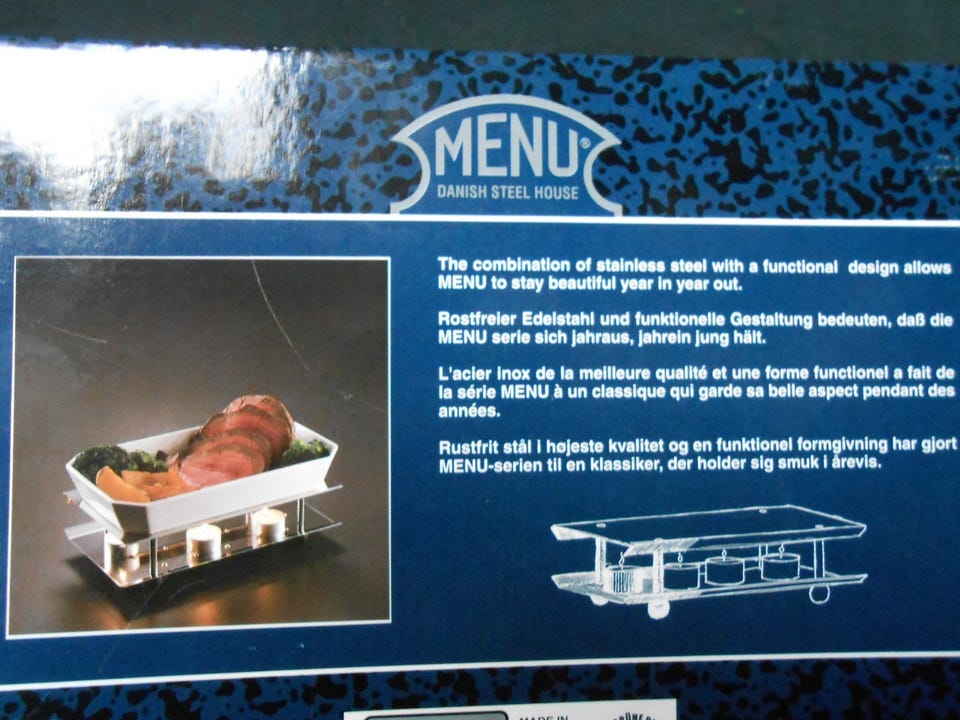 MENU®
DANISH STEEL HOUSE
The combination of stainless steel with a functional design allows
MENU to stay beautiful year in year out.
Rostfreier Edelstahl und funktionelle Gestaltung bedeuten, daß die
MENU serie sich jahraus, jahrein jung hält.
L'acier inox de la meilleure qualité et une forme functionel a fait de
la série MENU à un classique qui garde sa belle aspect pendant des
années.
Rustfrit stål i højeste kvalitet og en funktionel formgivning har gjort
MENU-serien til en klassiker, der holder sig smuk i årevis.
MADE IN